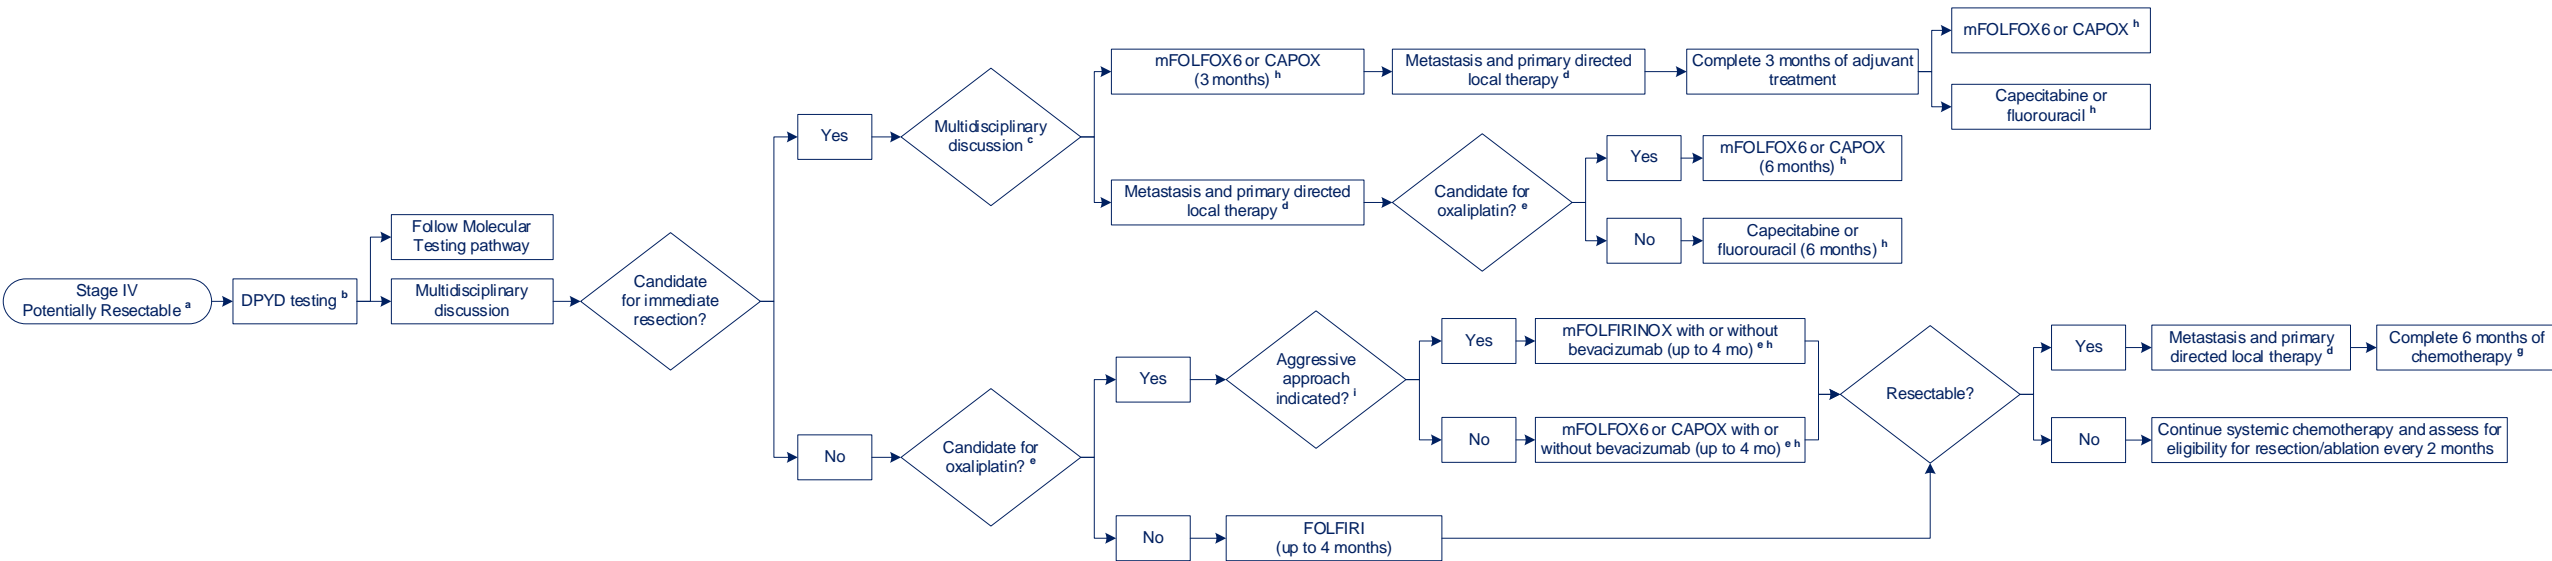 Stage IV
Potentially Resectable a
DPYD testing b
Follow Molecular
Testing pathway
Multidisciplinary
discussion
Candidate
for immediate
resection?
Yes
Multidisciplinary
discussion c
mFOLFOX6 or CAPOX
(3 months) h
Metastasis and primary directed
local therapy d
Complete 3 months of adjuvant
treatment
mFOLFOX6 or CAPOX h
Capecitabine or
fluorouracil h
Metastasis and primary directed
local therapy d
Candidate for
oxaliplatin? e
Yes
mFOLFOX6 or CAPOX
(6 months) h
No
Capecitabine or
fluorouracil (6 months) h
No
Candidate for
oxaliplatin? e
Yes
Aggressive
approach
indicated? i
Yes
mFOLFIRINOX with or without
bevacizumab (up to 4 mo) e h
No
mFOLFOX6 or CAPOX with or
without bevacizumab (up to 4 mo) e h
No
FOLFIRI
(up to 4 months)
Resectable?
Yes
Metastasis and primary
directed local therapy d
Complete 6 months of
chemotherapy g
No
Continue systemic chemotherapy and assess for
eligibility for resection/ablation every 2 months